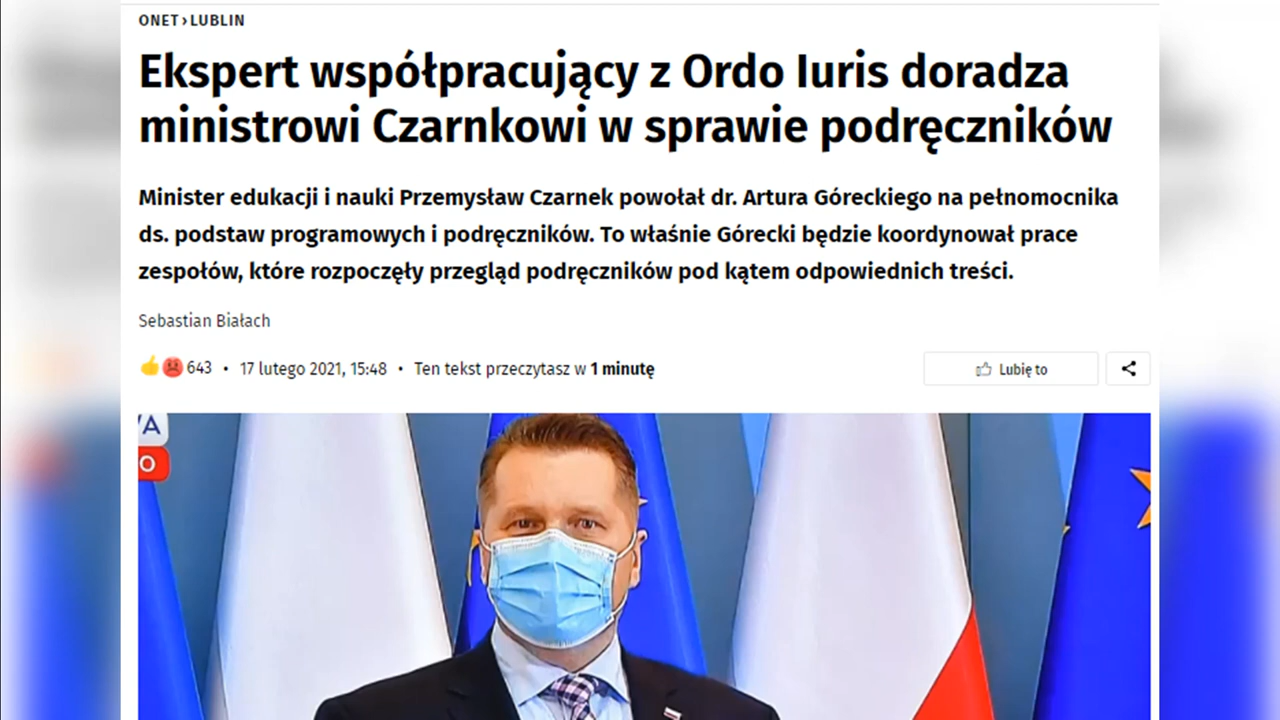 ONET › LUBLIN
Ekspert współpracujący z Ordo Iuris doradza
ministrowi Czarnkowi w sprawie podręczników
Minister edukacji i nauki Przemysław Czarnek powołał dr. Artura Góreckiego na pełnomocnika
ds. podstaw programowych i podręczników. To właśnie Górecki będzie koordynował prace
zespołów, które rozpoczęły przegląd podręczników pod kątem odpowiednich treści.
Sebastian Białach
643 • 17 lutego 2021, 15:48 • Ten tekst przeczytasz w 1 minutę
Lubię to